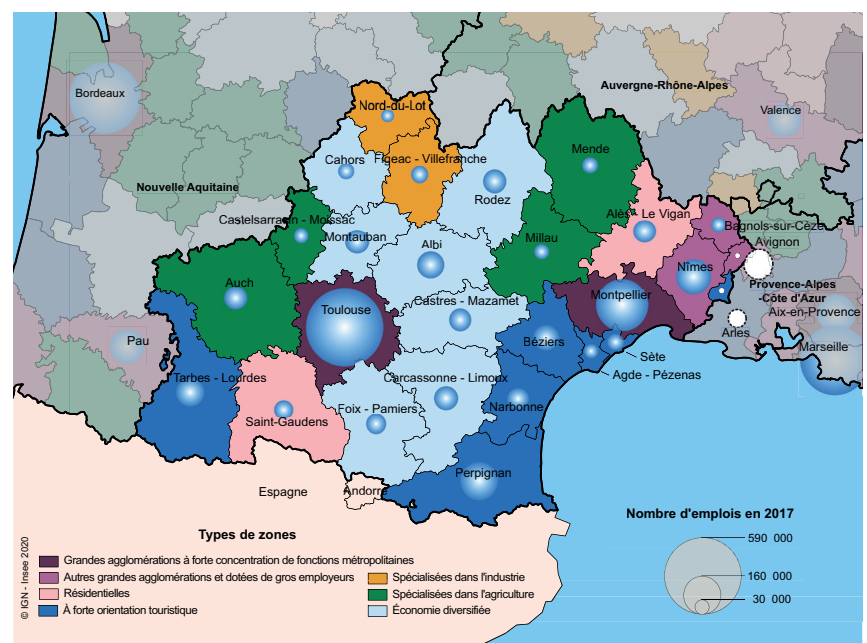 Bordeaux
Auvergne-Rhône-Alpes
Nord-du-Lot
Valence
Cahors
Figeac - Villefranche
Mende
Nouvelle Aquitaine
Rodez
Castelsarrasin - Moissac
Alès - Le Vigan
Bagnols-sur-Cèze
Montauban
Albi
Millau
Avignon
Nîmes
Auch
Provence-Alpes
-Côte d'Azur
Toulouse
Castres - Mazamet
Montpellier
Aix-en-Provence
Arles
Pau
Béziers
Marseille
Sète
Tarbes - Lourdes
Carcassonne - Limoux
Agde - Pézenas
Saint-Gaudens
Foix - Pamiers
Narbonne
Perpignan
Espagne
Andorre
Types de zones
Grandes agglomérations à forte concentration de fonctions métropolitaines
Autres grandes agglomérations et dotées de gros employeurs
Résidentielles
À forte orientation touristique
Spécialisées dans l'industrie
Spécialisées dans l'agriculture
Économie diversifiée
Nombre d'emplois en 2017
590 000
160 000
30 000
© IGN - Insee 2020